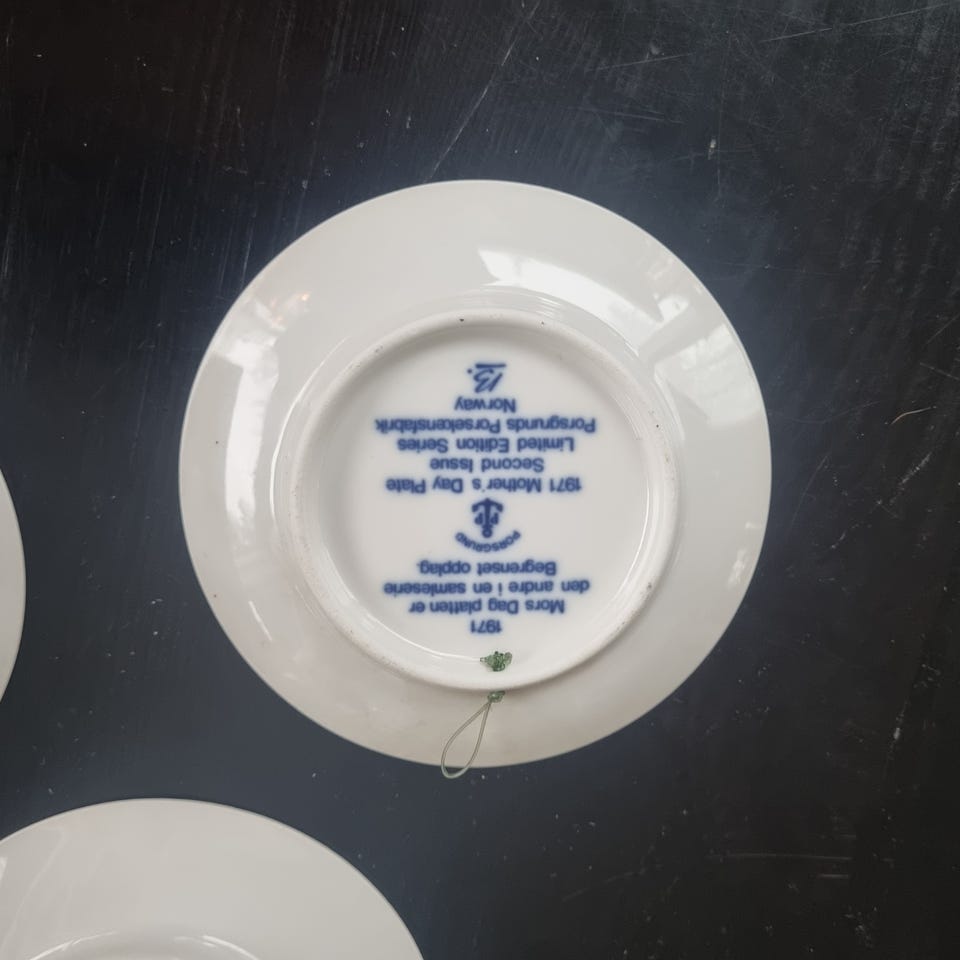 1971
Mors Dag platten er
den andre i en samleserie
Begrenset opplag.
PORSGRUND
1971 Mother's Day Plate
Second Issue
Limited Edition Series
Porsgrunds Porselænsfabrik
Norway